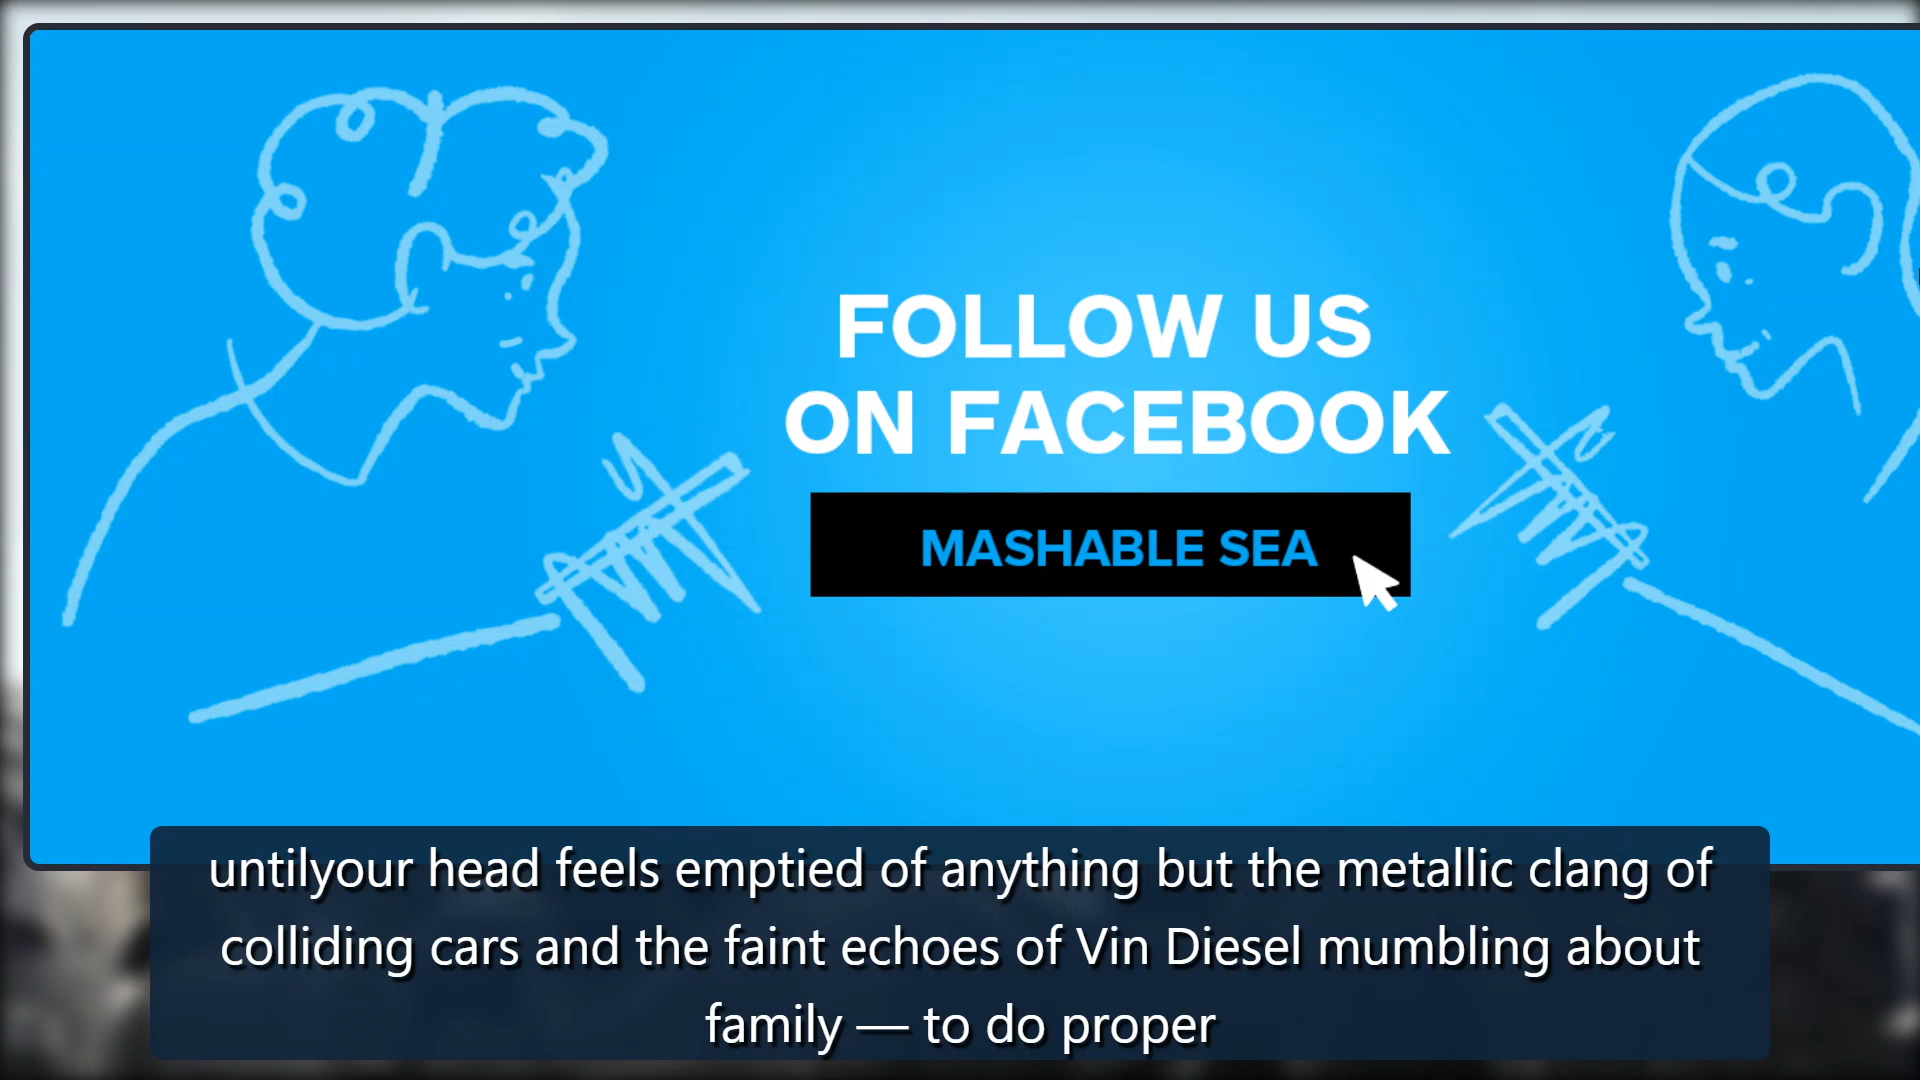 FOLLOW US
ON FACEBOOK
MASHABLE SEA
untilyour head feels emptied of anything but the metallic clang of
colliding cars and the faint echoes of Vin Diesel mumbling about
family — to do proper